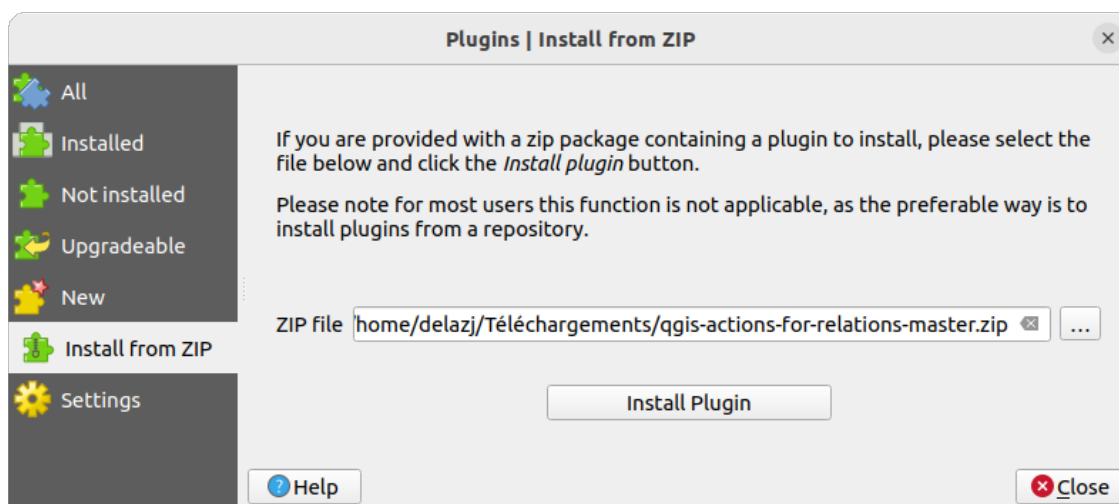 Plugins | Install from ZIP
All
Installed
Not installed
Upgradeable
New
Install from ZIP
Settings
If you are provided with a zip package containing a plugin to install, please select the
file below and click the Install plugin button.
Please note for most users this function is not applicable, as the preferable way is to
install plugins from a repository.
ZIP file /home/delazj/Téléchargements/qgis-actions-for-relations-master.zip ...
Install Plugin
Help
Close